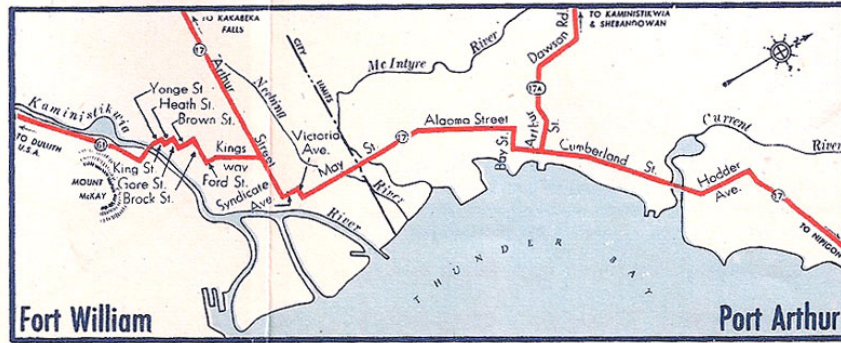 TO KAKABEKA
FALLS
17
Arthur
Street
Neebing
River
CITY
LIMITS
Mc Intyre
River
Dawson Rd.
TO KAMINISTIKWIA
& SHEBANDOWAN
17A
Kaministikwia
River
Yonge St.
Heath St.
Brown St.
61
TO DULUTH
U.S.A.
King St.
Gore St.
Brock St.
MOUNT
McKAY
Kings
way
Ford St.
Syndicate
Ave.
Victoria
Ave.
May
St.
17
Algoma Street
Bay St.
Arthur
St.
Cumberland
St.
Current
River
Hodder
Ave.
17
TO NIPIGON
THUNDER BAY
Fort William
Port Arthur